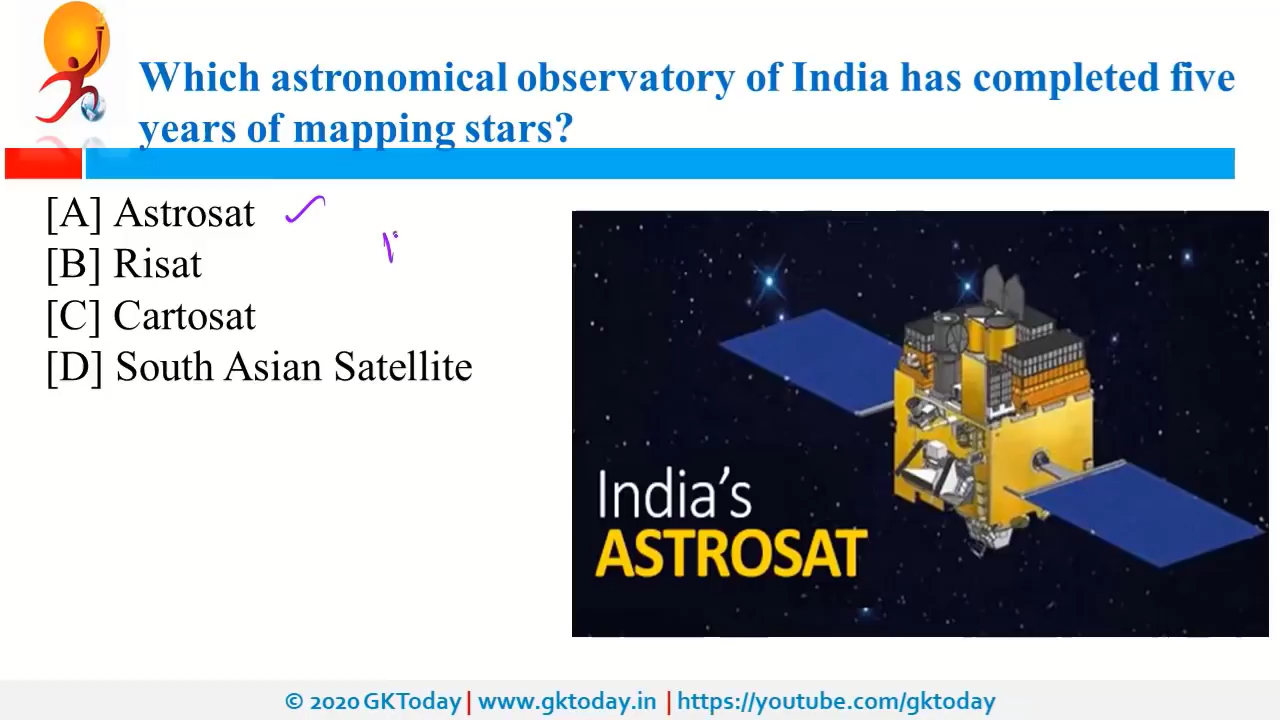 Which astronomical observatory of India has completed five
years of mapping stars?
[A] Astrosat
[B] Risat
[C] Cartosat
[D] South Asian Satellite
India's
ASTROSAT
© 2020 GKToday | www.gktoday.in | https://youtube.com/gktoday